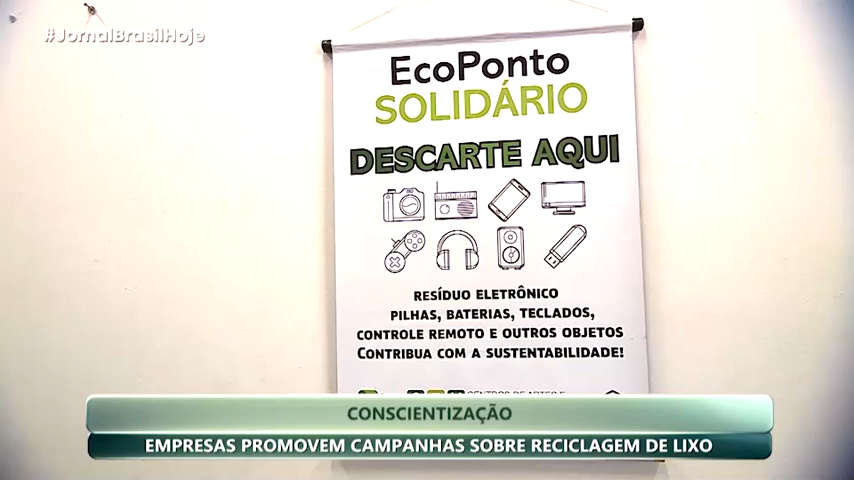 #JornalBrasilHoje
EcoPonto
SOLIDÁRIO
DESCARTE AQUI
RESÍDUO ELETRÔNICO
PILHAS, BATERIAS, TECLADOS,
CONTROLE REMOTO E OUTROS OBJETOS
CONTRIBUA COM A SUSTENTABILIDADE!
CONSCIENTIZAÇÃO
EMPRESAS PROMOVEM CAMPANHAS SOBRE RECICLAGEM DE LIXO